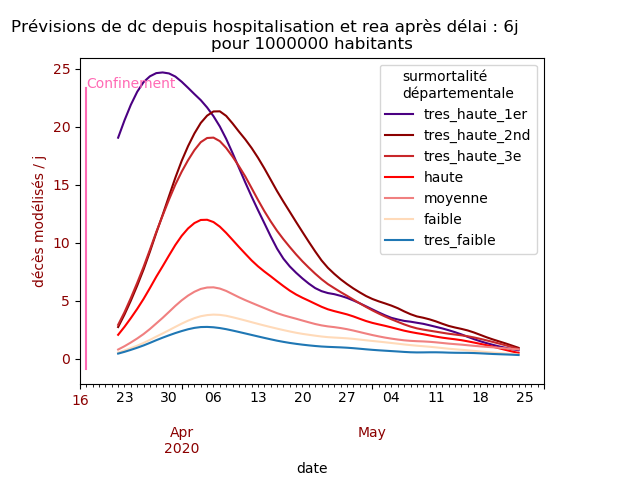 Prévisions de dc depuis hospitalisation et rea après délai : 6j
pour 1000000 habitants
25
20
15
10
5
0
décès modélisés / j
Confinement
surmortalité
départementale
tres_haute_1er
tres_haute_2nd
tres_haute_3e
haute
moyenne
faible
tres_faible
16 23 30 06 13 20 27 04 11 18 25
Apr May
2020
date